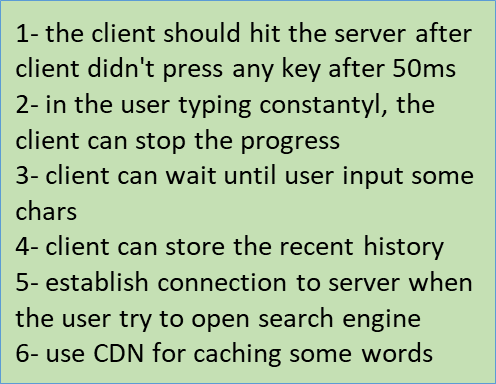 1- the client should hit the server after
client didn't press any key after 50ms
2- in the user typing constantyl, the
client can stop the progress
3- client can wait until user input some
chars
4- client can store the recent history
5- establish connection to server when
the user try to open search engine
6- use CDN for caching some words